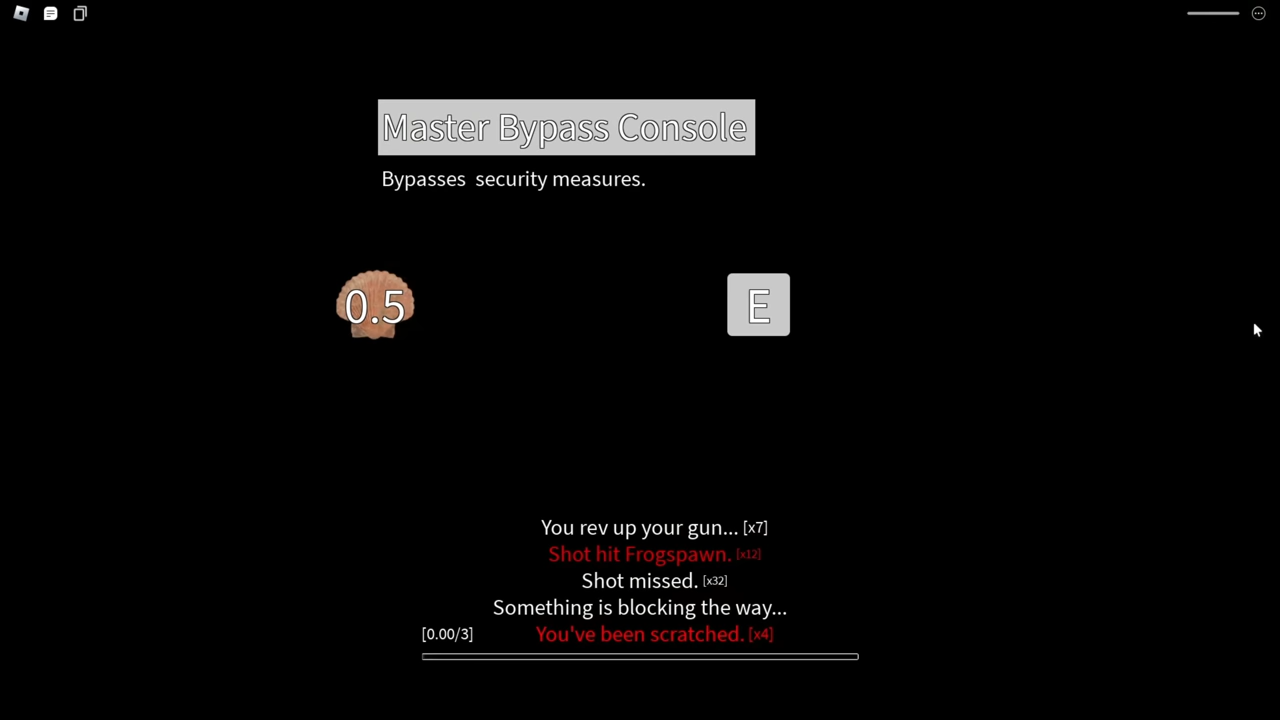 Master Bypass Console
Bypasses  security measures.
0.5
E
You rev up your gun... [x7]
Shot hit Frogspawn. [x12]
Shot missed. [x32]
Something is blocking the way...
[0.00/3] You've been scratched. [x4]